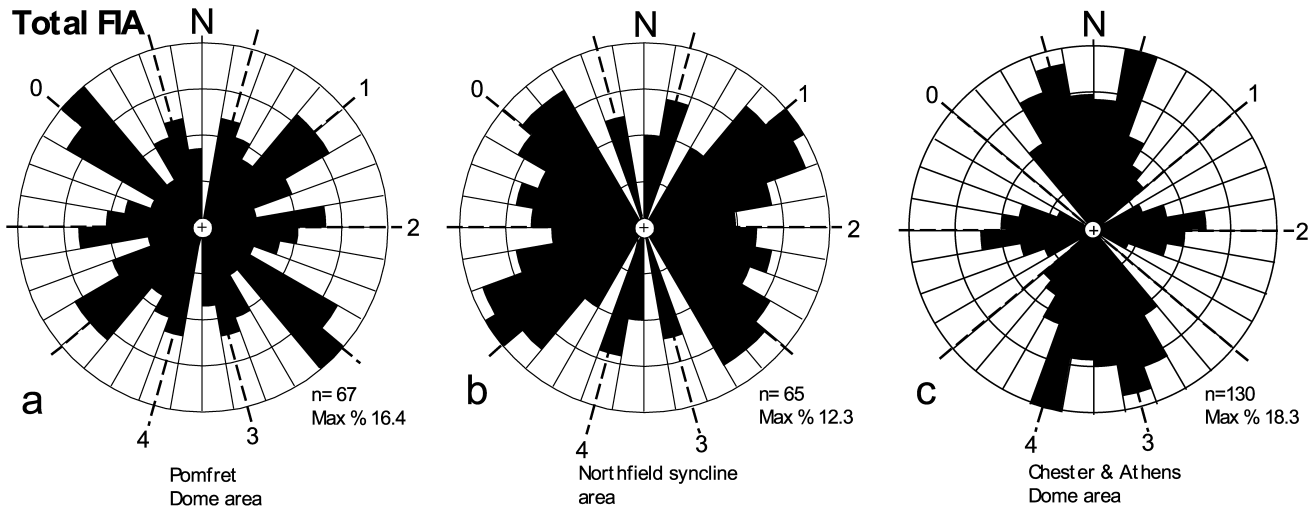 Total FIA
N
0
1
2
3
4
a
n= 67
Max % 16.4
Pomfret
Dome area
N
0
1
2
3
4
b
n= 65
Max % 12.3
Northfield syncline
area
N
0
1
2
3
4
c
n=130
Max % 18.3
Chester & Athens
Dome area